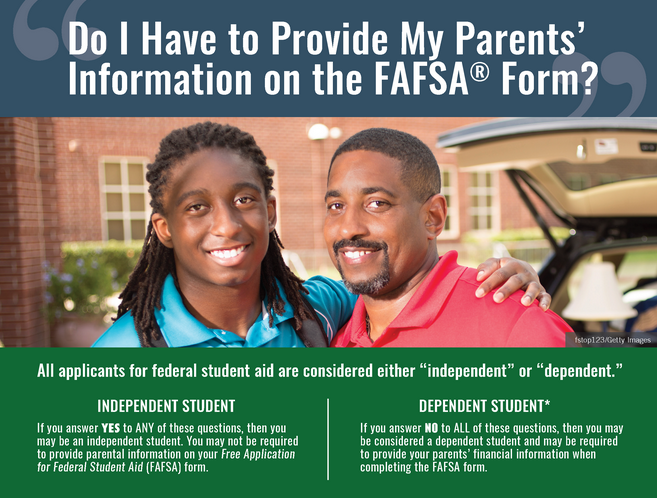 Do I Have to Provide My Parents’
Information on the FAFSA® Form?
fstop123/Getty Images
All applicants for federal student aid are considered either “independent” or “dependent.”
INDEPENDENT STUDENT
If you answer YES to ANY of these questions, then you
may be an independent student. You may not be required
to provide parental information on your Free Application
for Federal Student Aid (FAFSA) form.
DEPENDENT STUDENT*
If you answer NO to ALL of these questions, then you may
be considered a dependent student and may be required
to provide your parents’ financial information when
completing the FAFSA form.